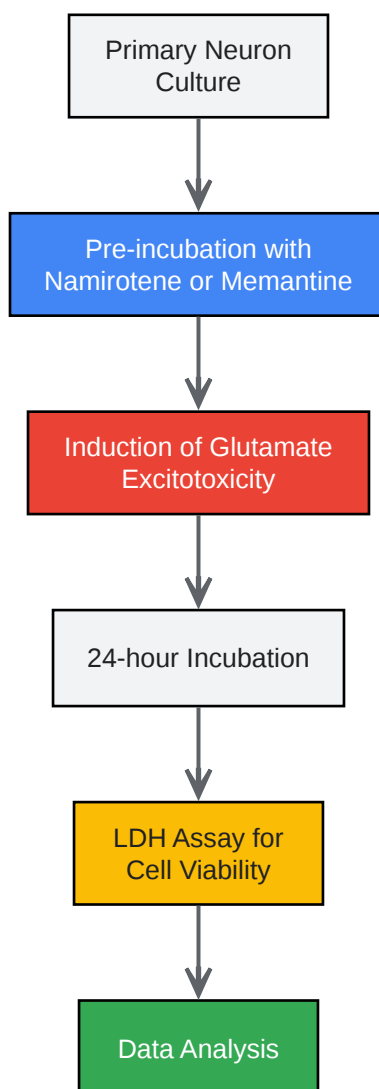 Primary Neuron
Culture
Pre-incubation with
Namirotene or Memantine
Induction of Glutamate
Excitotoxicity
24-hour Incubation
LDH Assay for
Cell Viability
Data Analysis